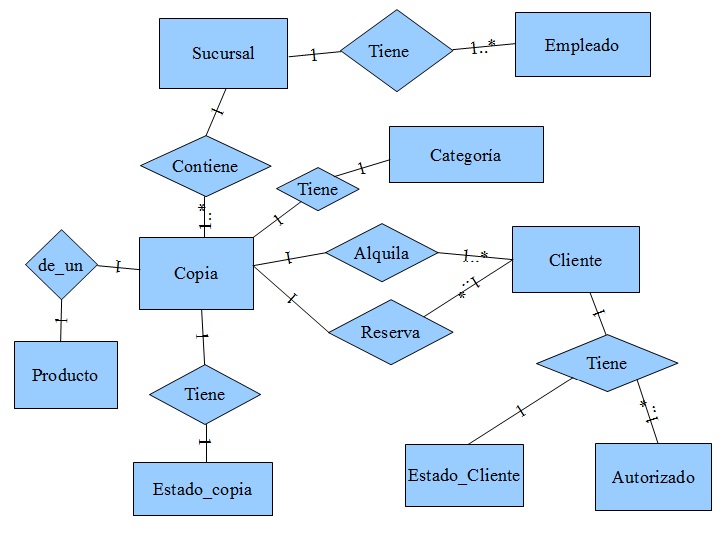 Sucursal
1
Tiene
1..*
Empleado
1
Contiene
1..*
Tiene
1
1
Categoría
de_un
1
1
Copia
1
Alquila
1..*
Cliente
1
Reserva
1..*
Producto
1
Tiene
1
Estado_copia
1
Tiene
1
1..*
Estado_Cliente
Autorizado